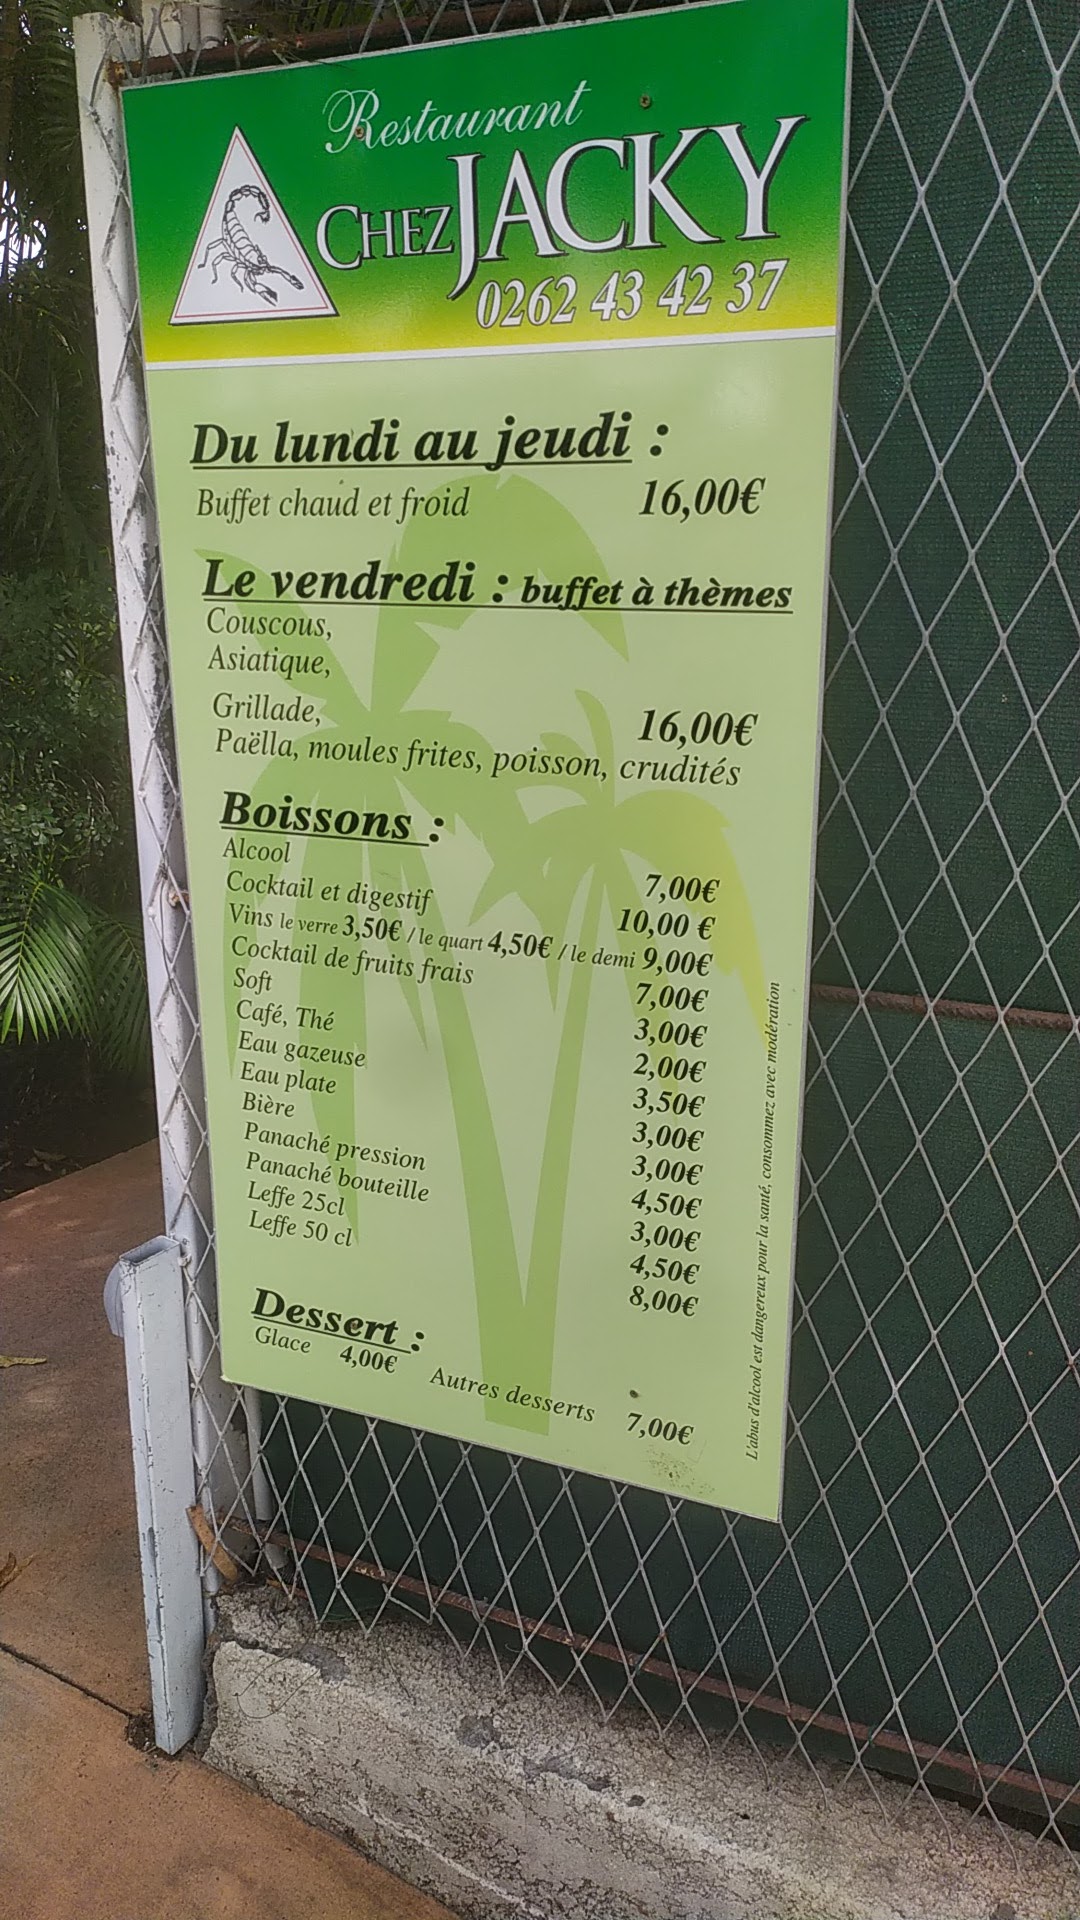 Restaurant
CHEZ JACKY
0262 43 42 37
Du lundi au jeudi :
Buffet chaud et froid 16,00€
Le vendredi : buffet à thèmes
Couscous,
Asiatique,
Grillade, 16,00€
Paëlla, moules frites, poisson, crudités
Boissons :
Alcool 7,00€
Cocktail et digestif 10,00 €
Vins le verre 3,50€ / le quart 4,50€ / le demi 9,00€
Cocktail de fruits frais 7,00€
Soft 3,00€
Café, Thé 2,00€
Eau gazeuse 3,50€
Eau plate 3,00€
Bière 3,00€
Panaché pression 4,50€
Panaché bouteille 3,00€
Leffe 25cl 4,50€
Leffe 50 cl 8,00€
Dessert :
Glace 4,00€ Autres desserts 7,00€
L'abus d'alcool est dangereux pour la santé, consommez avec modération